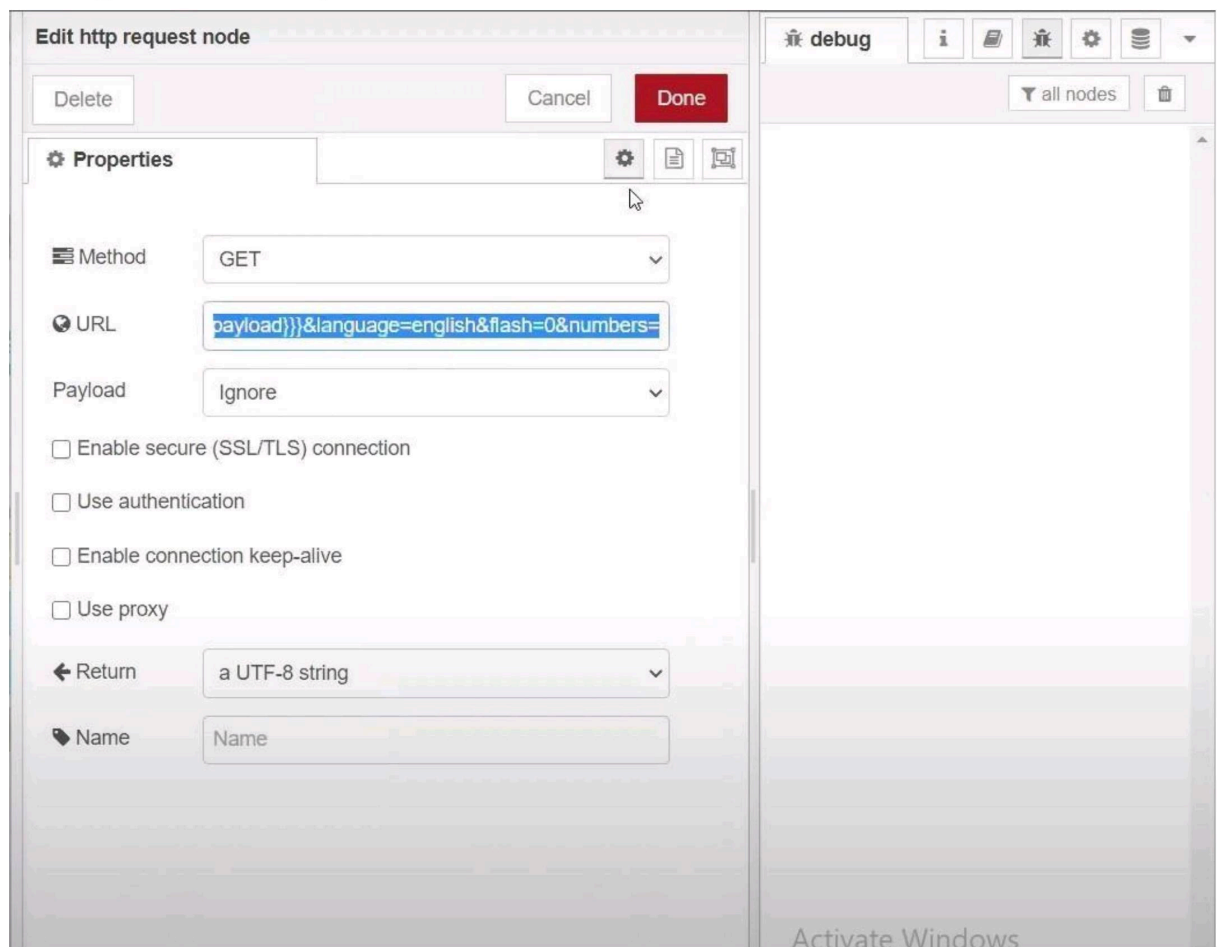 Edit http request node
debug
i
Delete
Cancel
Done
all nodes
Properties
Method
GET
URL
payload}}}&language=english&flash=0&numbers=
Payload
Ignore
Enable secure (SSL/TLS) connection
Use authentication
Enable connection keep-alive
Use proxy
Return
a UTF-8 string
Name
Name
Activate Windows